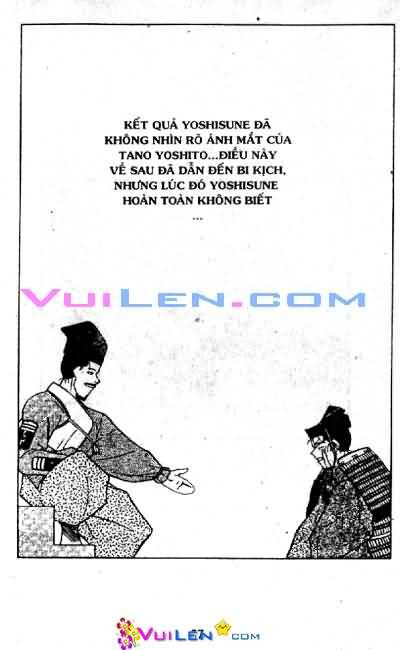 KẾT QUẢ YOSHISUNE ĐÃ
KHÔNG NHÌN RÕ ÁNH MẮT CỦA
TANO YOSHITO...ĐIỀU NÀY
VỀ SAU ĐÃ DẪN ĐẾN BI KỊCH,
NHƯNG LÚC ĐÓ YOSHISUNE
HOÀN TOÀN KHÔNG BIẾT
...
VuiLen.com
VuiLen